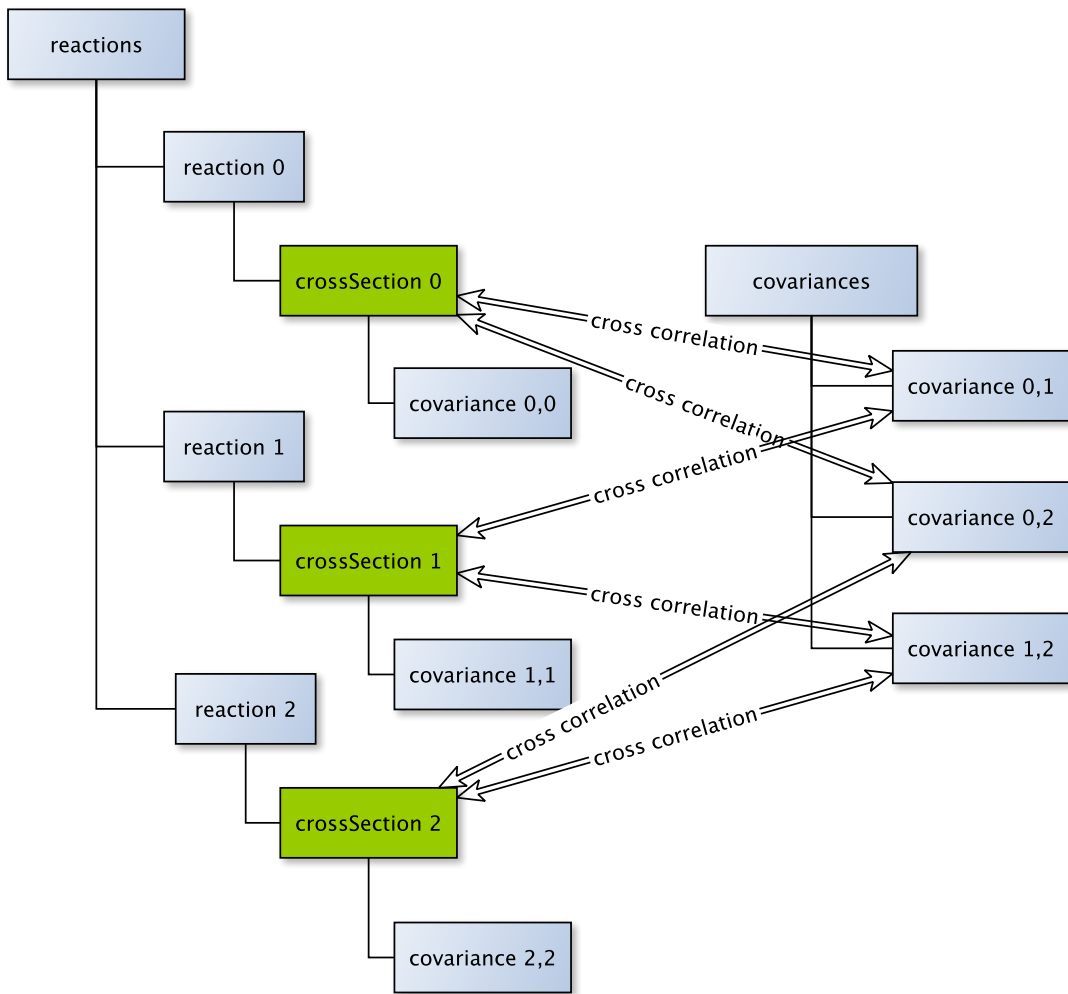 reactions
reaction 0
crossSection 0
covariances
cross correlation
covariance 0,1
cross correlation
covariance 0,0
reaction 1
cross correlation
covariance 0,2
crossSection 1
cross correlation
covariance 1,2
covariance 1,1
reaction 2
cross correlation
cross correlation
crossSection 2
covariance 2,2